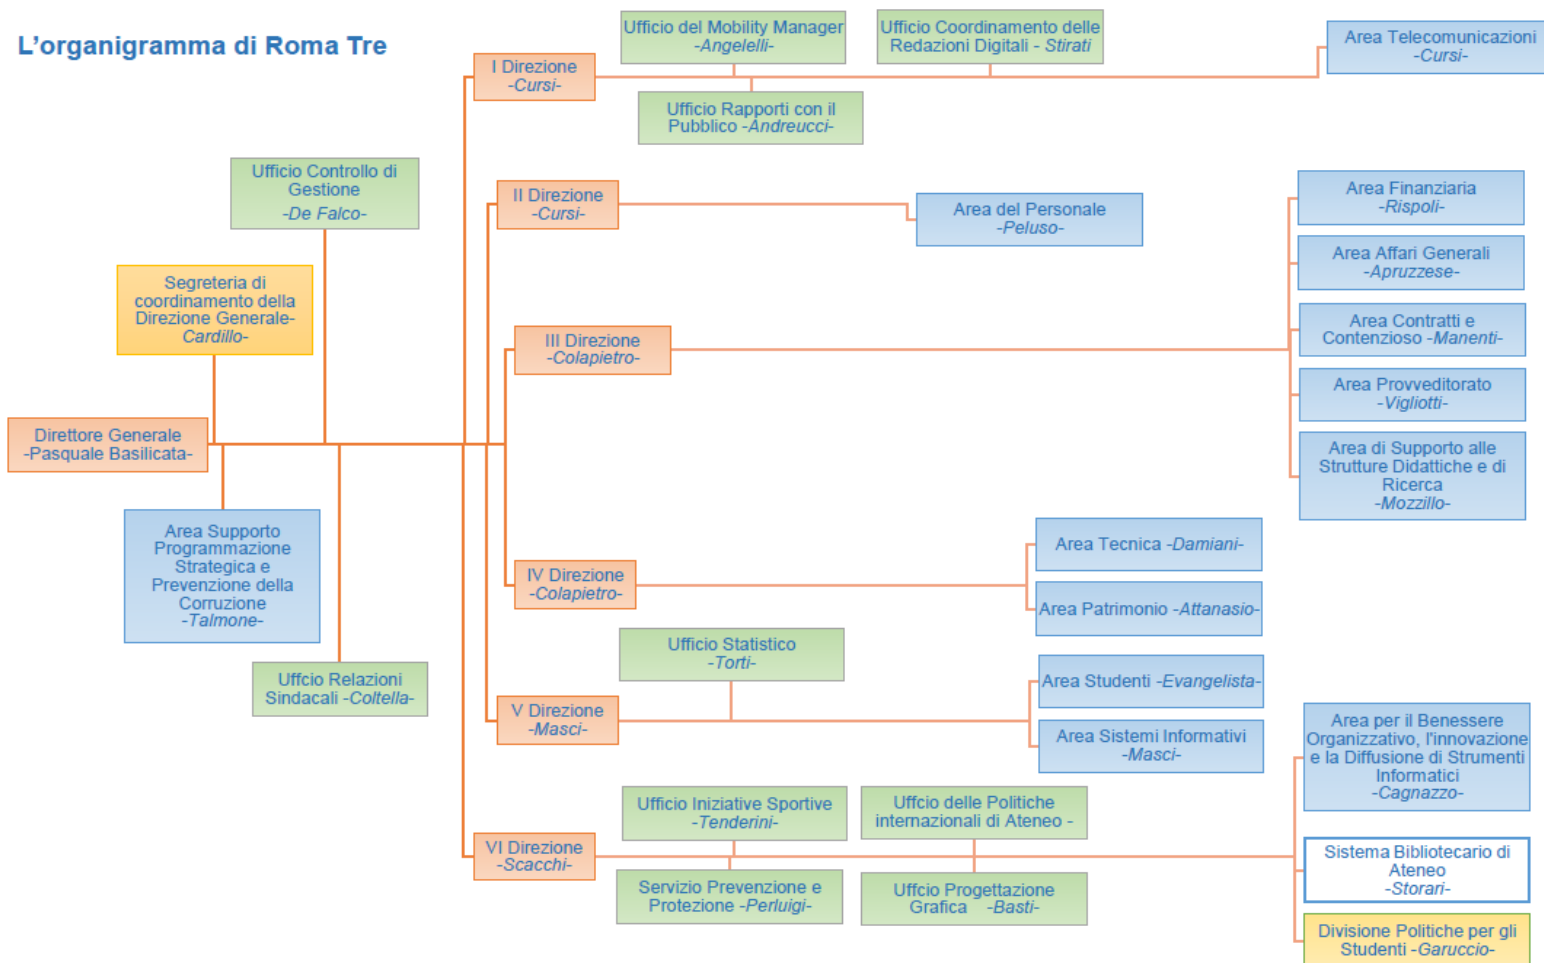 L'organigramma di Roma Tre
Ufficio del Mobility Manager
-Angelelli-
Ufficio Coordinamento delle
Redazioni Digitali - Stirati
Area Telecomunicazioni
-Cursi-
I Direzione
-Cursi-
Ufficio Rapporti con il
Pubblico -Andreucci-
Ufficio Controllo di
Gestione
-De Falco-
II Direzione
-Cursi-
Area del Personale
-Peluso-
Area Finanziaria
-Rispoli-
Area Affari Generali
-Apruzzese-
Segreteria di
coordinamento della
Direzione Generale-
Cardillo-
III Direzione
-Colapietro-
Area Contratti e
Contenzioso -Manenti-
Area Provveditorato
-Vigliotti-
Area di Supporto alle
Strutture Didattiche e di
Ricerca
-Mozzillo-
Direttore Generale
-Pasquale Basilicata-
Area Supporto
Programmazione
Strategica e
Prevenzione della
Corruzione
-Talmone-
Area Tecnica -Damiani-
IV Direzione
-Colapietro-
Area Patrimonio -Attanasio-
Uffcio Relazioni
Sindacali -Coltella-
Ufficio Statistico
-Torti-
V Direzione
-Masci-
Area Studenti -Evangelista-
Area Sistemi Informativi
-Masci-
Area per il Benessere
Organizzativo, l'innovazione
e la Diffusione di Strumenti
Informatici
-Cagnazzo-
Ufficio Iniziative Sportive
-Tenderini-
Uffcio delle Politiche
internazionali di Ateneo -
VI Direzione
-Scacchi-
Servizio Prevenzione e
Protezione -Perluigi-
Uffcio Progettazione
Grafica -Basti-
Sistema Bibliotecario di
Ateneo
-Storari-
Divisione Politiche per gli
Studenti -Garuccio-